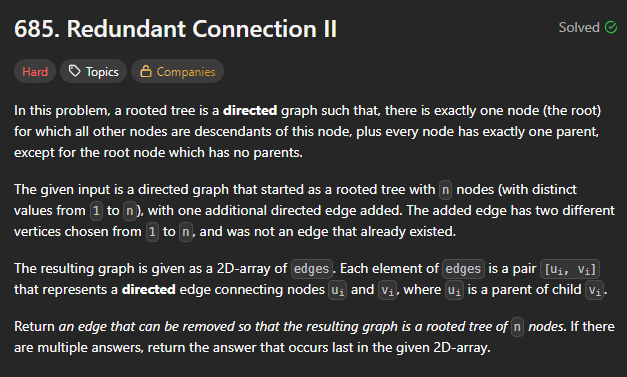 685. Redundant Connection II
Solved
Hard
Topics
Companies
In this problem, a rooted tree is a directed graph such that, there is exactly one node (the root)
for which all other nodes are descendants of this node, plus every node has exactly one parent,
except for the root node which has no parents.
The given input is a directed graph that started as a rooted tree with n nodes (with distinct
values from 1 to n), with one additional directed edge added. The added edge has two different
vertices chosen from 1 to n, and was not an edge that already existed.
The resulting graph is given as a 2D-array of edges. Each element of edges is a pair [uᵢ, vᵢ]
that represents a directed edge connecting nodes uᵢ and vᵢ, where uᵢ is a parent of child vᵢ.
Return an edge that can be removed so that the resulting graph is a rooted tree of n nodes. If there
are multiple answers, return the answer that occurs last in the given 2D-array.